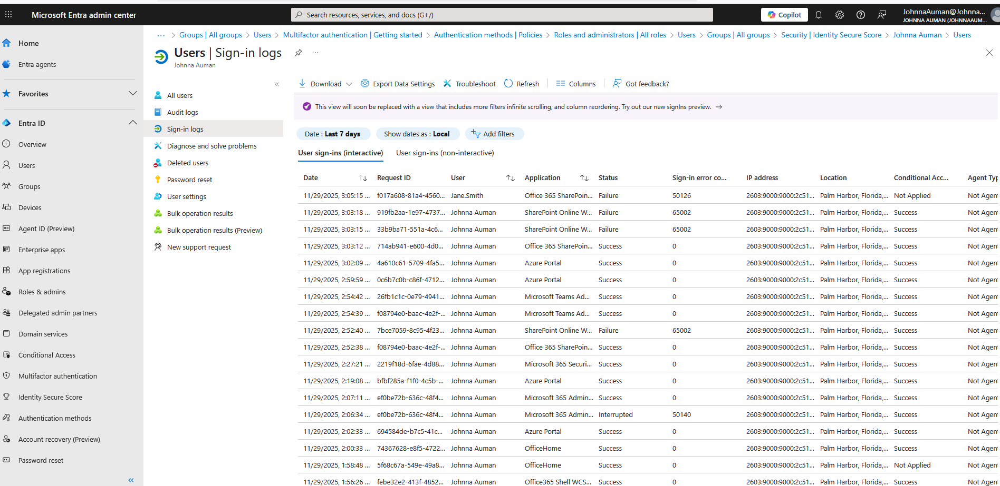 Microsoft Entra admin center
Search resources, services, and docs (G+/)
Copilot
JohnnaAuman@Johnna...
JOHNNA AUMAN (JOHNNAAUM...
Home
Entra agents
Favorites
Entra ID
Overview
Users
Groups
Devices
Agent ID (Preview)
Enterprise apps
App registrations
Roles & admins
Delegated admin partners
Domain services
Conditional Access
Multifactor authentication
Identity Secure Score
Authentication methods
Account recovery (Preview)
Password reset
... > Groups | All groups > Users > Multifactor authentication | Getting started > Authentication methods | Policies > Roles and administrators | All roles > Users > Groups | All groups > Security | Identity Secure Score > Johnna Auman > Users
Users | Sign-in logs
Johnna Auman
All users
Audit logs
Sign-in logs
Diagnose and solve problems
Deleted users
Password reset
User settings
Bulk operation results
Bulk operation results (Preview)
New support request
Download Export Data Settings Troubleshoot Refresh Columns Got feedback?
This view will soon be replaced with a view that includes more filters infinite scrolling, and column reordering. Try out our new signIns preview. →
Date : Last 7 days Show dates as : Local Add filters
User sign-ins (interactive) User sign-ins (non-interactive)
Date Request ID User Application Status Sign-in error co... IP address Location Conditional Acc... Agent Typ
11/29/2025, 3:05:15 ... f017a608-81a4-4560... Jane.Smith Office 365 SharePoin... Failure 50126 2603:9000:9000:2c51... Palm Harbor, Florida,... Not Applied Not Agen
11/29/2025, 3:03:18 ... 919fb2aa-1e97-4737... Johnna Auman SharePoint Online W... Failure 65002 2603:9000:9000:2c51... Palm Harbor, Florida,... Success Not Agen
11/29/2025, 3:03:15 ... 33b9ba71-551a-4c6... Johnna Auman SharePoint Online W... Failure 65002 2603:9000:9000:2c51... Palm Harbor, Florida,... Success Not Agen
11/29/2025, 3:03:12 ... 714ab941-e600-4d0... Johnna Auman Office 365 SharePoin... Success 0 2603:9000:9000:2c51... Palm Harbor, Florida,... Success Not Agen
11/29/2025, 3:02:09 ... 4a610c61-5709-4fa5... Johnna Auman Azure Portal Success 0 2603:9000:9000:2c51... Palm Harbor, Florida,... Success Not Agen
11/29/2025, 2:59:59 ... 0c6b7c0b-c86f-4712... Johnna Auman Azure Portal Success 0 2603:9000:9000:2c51... Palm Harbor, Florida,... Success Not Agen
11/29/2025, 2:54:42 ... 26fb1c1c-0e79-4941... Johnna Auman Microsoft Teams Ad... Success 0 2603:9000:9000:2c51... Palm Harbor, Florida,... Success Not Agen
11/29/2025, 2:54:39 ... f08794e0-baac-4e2f-... Johnna Auman Microsoft Teams Ad... Success 0 2603:9000:9000:2c51... Palm Harbor, Florida,... Success Not Agen
11/29/2025, 2:52:40 ... 7bce7059-8c95-4f23... Johnna Auman SharePoint Online W... Failure 65002 2603:9000:9000:2c51... Palm Harbor, Florida,... Success Not Agen
11/29/2025, 2:52:38 ... f08794e0-baac-4e2f-... Johnna Auman Office 365 SharePoin... Success 0 2603:9000:9000:2c51... Palm Harbor, Florida,... Success Not Agen
11/29/2025, 2:27:21 ... 2219f18d-6fae-4d88... Johnna Auman Microsoft 365 Securi... Success 0 2603:9000:9000:2c51... Palm Harbor, Florida,... Success Not Agen
11/29/2025, 2:19:08 ... bfbf285a-f1f0-4c5b-... Johnna Auman Azure Portal Success 0 2603:9000:9000:2c51... Palm Harbor, Florida,... Success Not Agen
11/29/2025, 2:07:11 ... ef0be72b-636c-48f4... Johnna Auman Microsoft 365 Admin... Success 0 2603:9000:9000:2c51... Palm Harbor, Florida,... Success Not Agen
11/29/2025, 2:06:34 ... ef0be72b-636c-48f4... Johnna Auman Microsoft 365 Admin... Interrupted 50140 2603:9000:9000:2c51... Palm Harbor, Florida,... Success Not Agen
11/29/2025, 2:02:33 ... 694584de-b7c5-41c... Johnna Auman Azure Portal Success 0 2603:9000:9000:2c51... Palm Harbor, Florida,... Success Not Agen
11/29/2025, 2:00:33 ... 74367628-e8f5-4722... Johnna Auman OfficeHome Success 0 2603:9000:9000:2c51... Palm Harbor, Florida,... Success Not Agen
11/29/2025, 1:58:48 ... 5f68c67a-549e-49a8... Johnna Auman OfficeHome Success 0 2603:9000:9000:2c51... Palm Harbor, Florida,... Not Applied Not Agen
11/29/2025, 1:56:26 ... febe32e2-413f-4852... Johnna Auman Office365 Shell WCS... Success 0 2603:9000:9000:2c51... Palm Harbor, Florida,... Success Not Agen